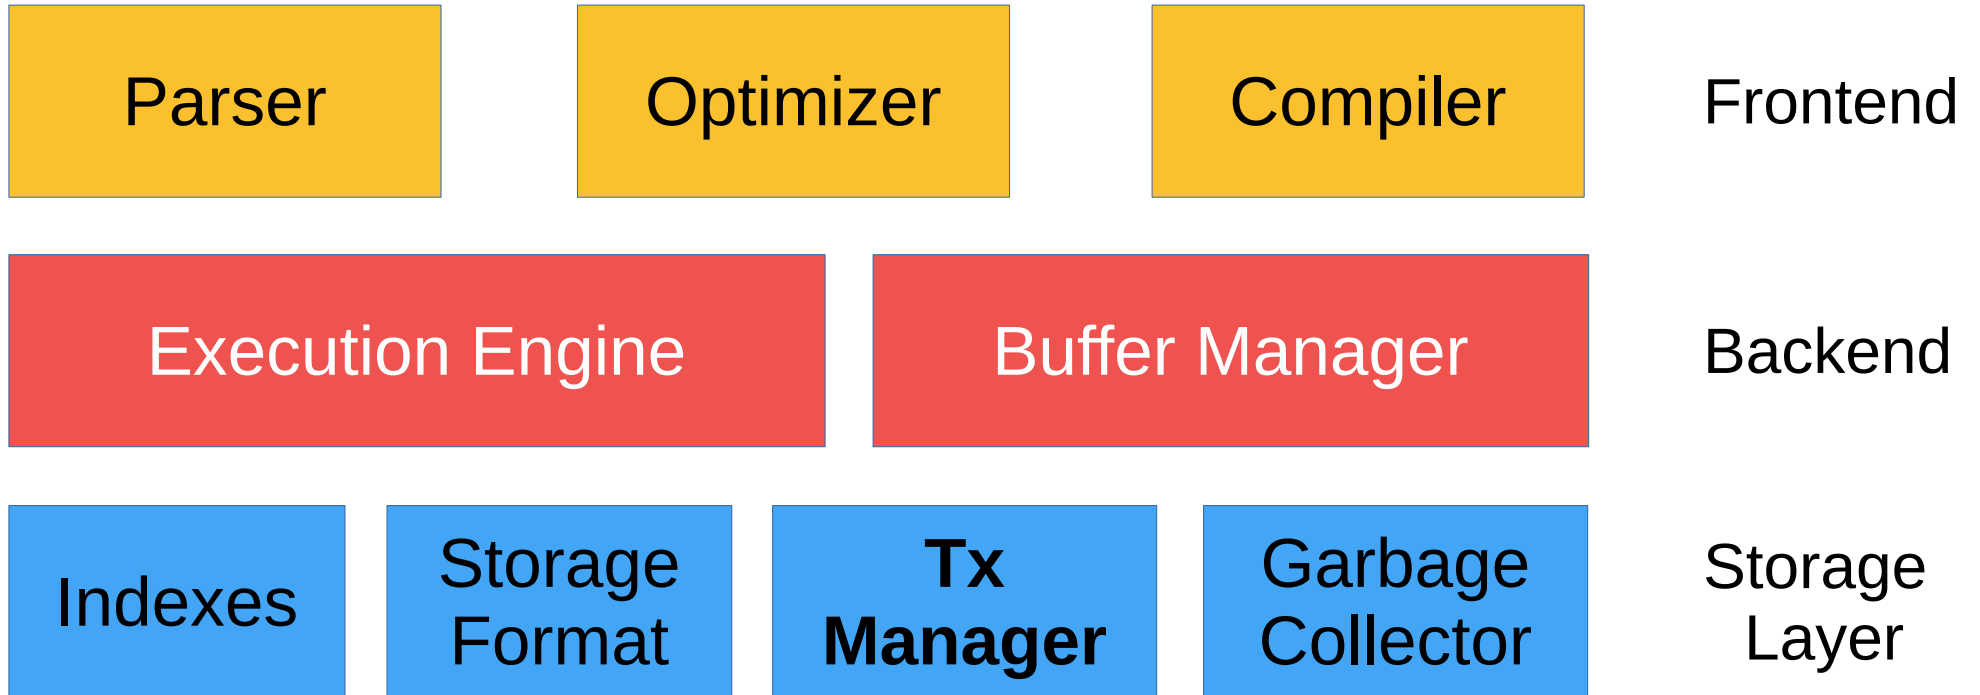 Parser
Optimizer
Compiler
Frontend
Execution Engine
Buffer Manager
Backend
Indexes
Storage
Format
Tx
Manager
Garbage
Collector
Storage
Layer